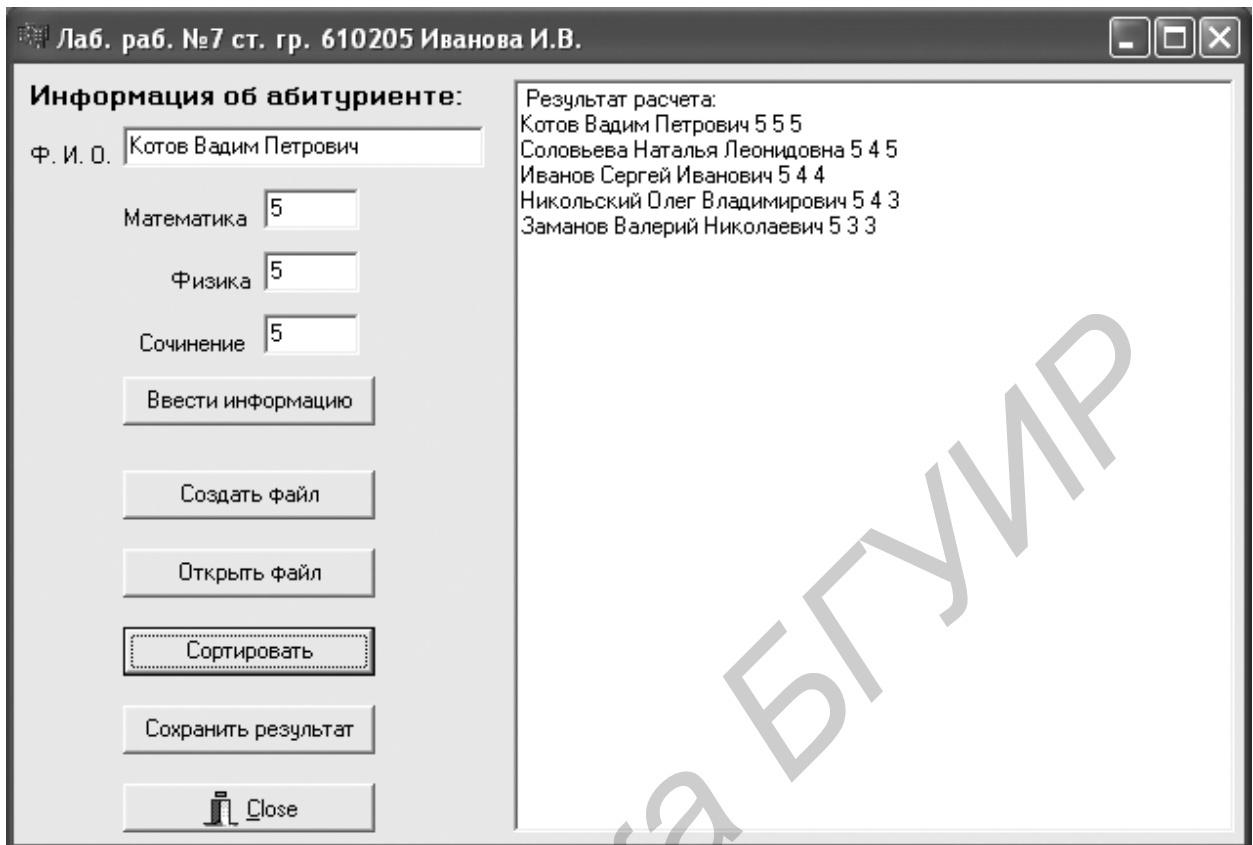 Лаб. раб. №7 ст. гр. 610205 Иванова И.В.
Информация об абитуриенте:
Ф. И. О. Котов Вадим Петрович
Математика 5
Физика 5
Сочинение 5
Ввести информацию
Создать файл
Открыть файл
Сортировать
Сохранить результат
Close
Результат расчета:
Котов Вадим Петрович 5 5 5
Соловьева Наталья Леонидовна 5 4 5
Иванов Сергей Иванович 5 4 4
Никольский Олег Владимирович 5 4 3
Заманов Валерий Николаевич 5 3 3
БГУИР